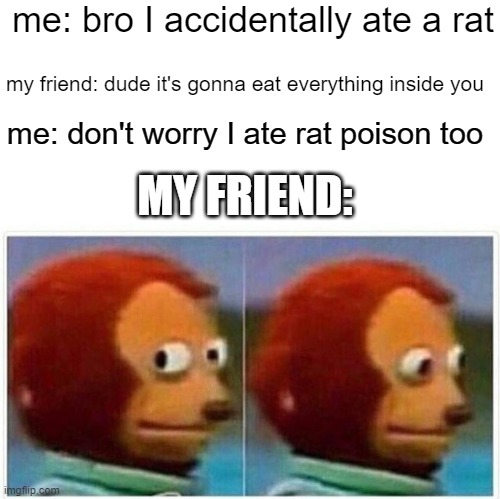 me: bro I accidentally ate a rat
my friend: dude it's gonna eat everything inside you
me: don't worry I ate rat poison too
MY FRIEND:
imgflip.com